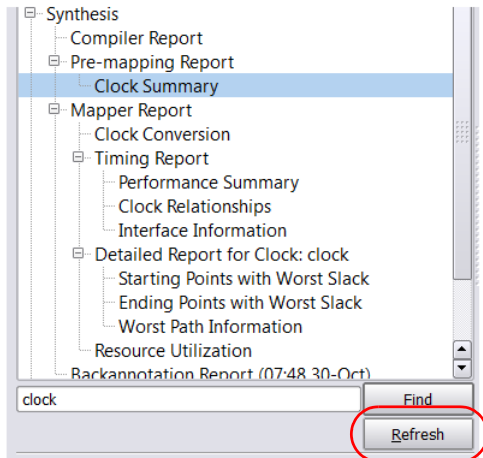 Synthesis
Compiler Report
Pre-mapping Report
Clock Summary
Mapper Report
Clock Conversion
Timing Report
Performance Summary
Clock Relationships
Interface Information
Detailed Report for Clock: clock
Starting Points with Worst Slack
Ending Points with Worst Slack
Worst Path Information
Resource Utilization
Backannotation Report (07:48 30-Oct)
clock Find
Refresh